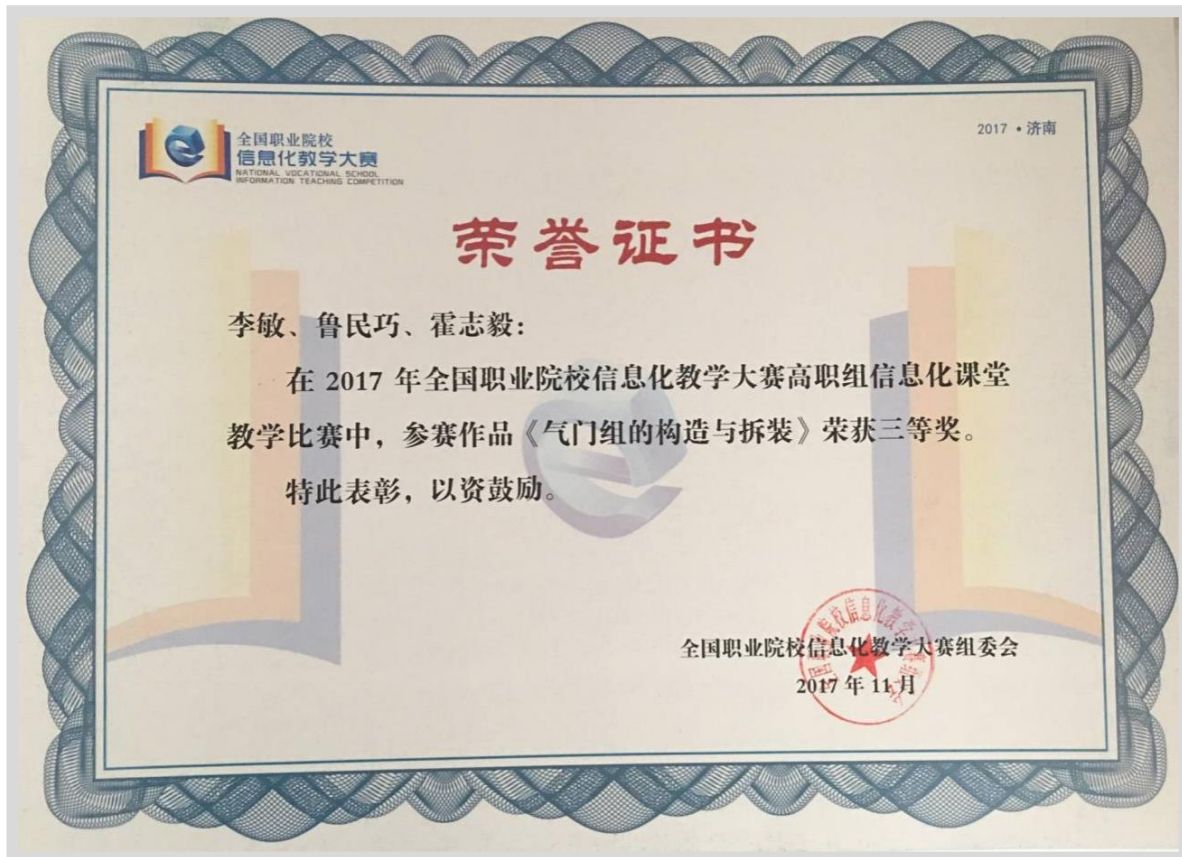 全国职业院校
信息化教学大赛
NATIONAL VOCATIONAL SCHOOL
INFORMATION TEACHING COMPETITION
2017·济南
荣誉证书
李敏、鲁民巧、霍志毅：
在 2017 年全国职业院校信息化教学大赛高职组信息化课堂
教学比赛中，参赛作品《气门组的构造与拆装》荣获三等奖。
特此表彰，以资鼓励。
全国职业院校信息化教学大赛组委会
2017 年 11 月